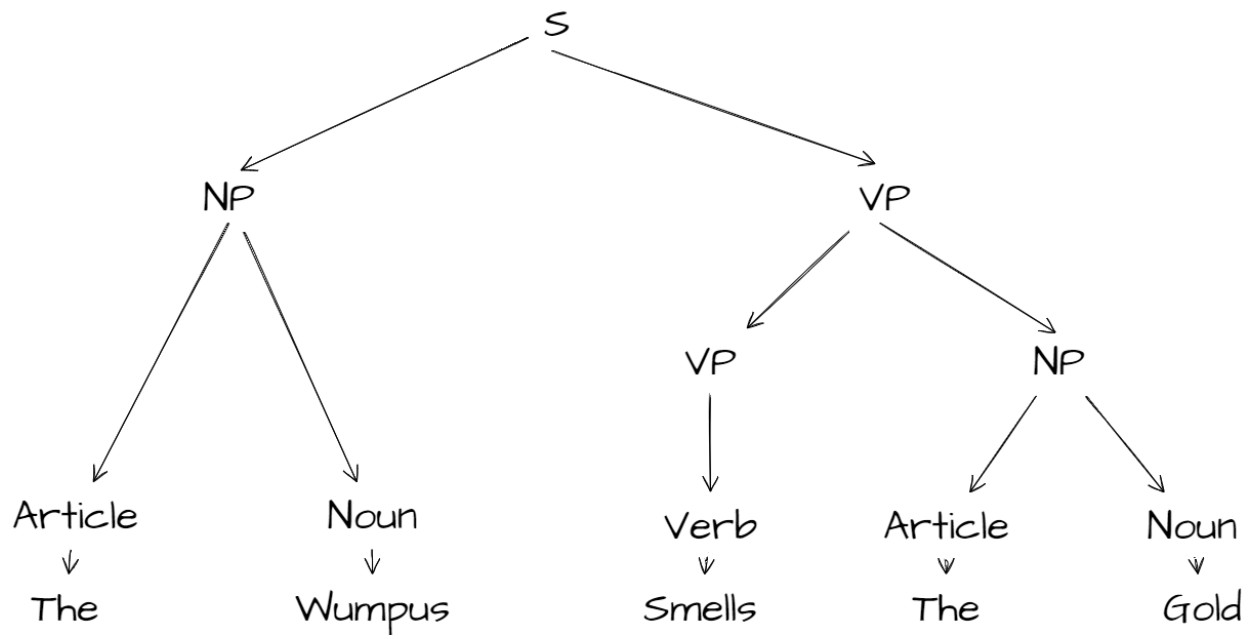 S
NP VP
VP NP
Article Noun Verb Article Noun
The Wumpus Smells The Gold